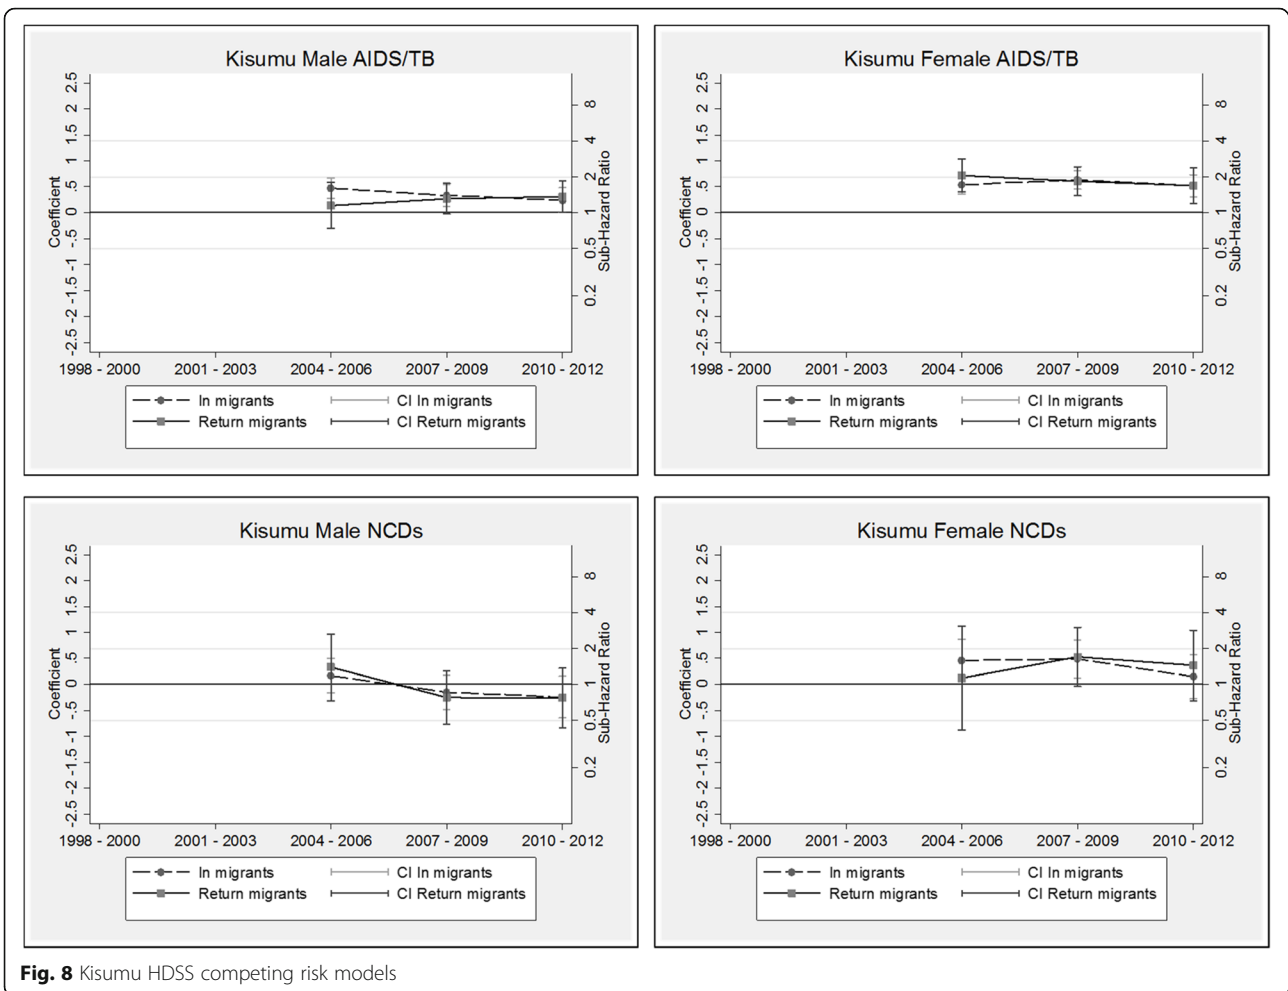 Kisumu Male AIDS/TB
Coefficient
2.5
2
1.5
1
.5
0
-.5
-1
-1.5
-2
-2.5
8
4
2
1
0.5
0.2
Sub-Hazard Ratio
1998 - 2000 2001 - 2003 2004 - 2006 2007 - 2009 2010 - 2012
In migrants CI In migrants
Return migrants CI Return migrants
Kisumu Female AIDS/TB
Coefficient
2.5
2
1.5
1
.5
0
-.5
-1
-1.5
-2
-2.5
8
4
2
1
0.5
0.2
Sub-Hazard Ratio
1998 - 2000 2001 - 2003 2004 - 2006 2007 - 2009 2010 - 2012
In migrants CI In migrants
Return migrants CI Return migrants
Kisumu Male NCDs
Coefficient
2.5
2
1.5
1
.5
0
-.5
-1
-1.5
-2
-2.5
8
4
2
1
0.5
0.2
Sub-Hazard Ratio
1998 - 2000 2001 - 2003 2004 - 2006 2007 - 2009 2010 - 2012
In migrants CI In migrants
Return migrants CI Return migrants
Kisumu Female NCDs
Coefficient
2.5
2
1.5
1
.5
0
-.5
-1
-1.5
-2
-2.5
8
4
2
1
0.5
0.2
Sub-Hazard Ratio
1998 - 2000 2001 - 2003 2004 - 2006 2007 - 2009 2010 - 2012
In migrants CI In migrants
Return migrants CI Return migrants
Fig. 8 Kisumu HDSS competing risk models